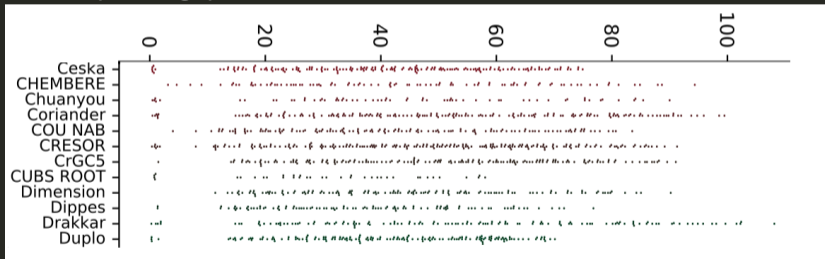 0 20 40 60 80 100
Ceska
CHEMBERE
Chuanyou
Coriander
COU NAB
CRESOR
CrGC5
CUBS ROOT
Dimension
Dippes
Drakkar
Duplo